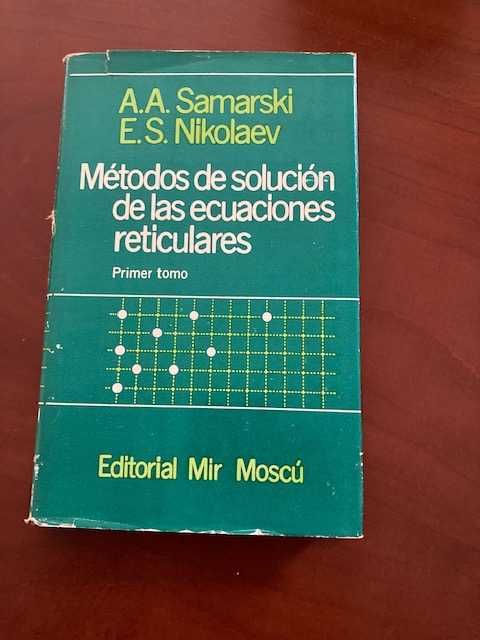 A.A. Samarski
E.S. Nikolaev
Métodos de solución
de las ecuaciones
reticulares
Primer tomo
Editorial Mir Moscú